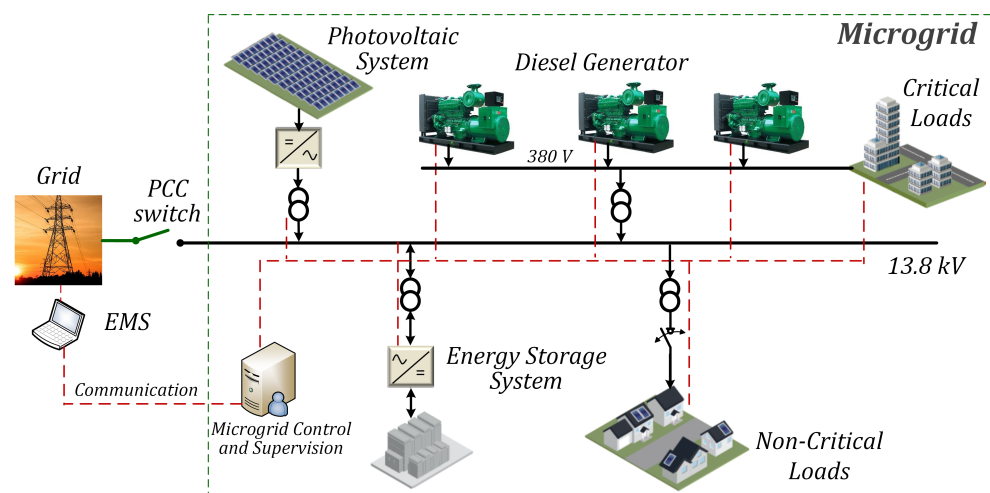 Microgrid
Photovoltaic
System
Diesel Generator
Critical
Loads
380 V
Grid
PCC
switch
13.8 kV
EMS
Energy Storage
System
Communication
Microgrid Control
and Supervision
Non-Critical
Loads